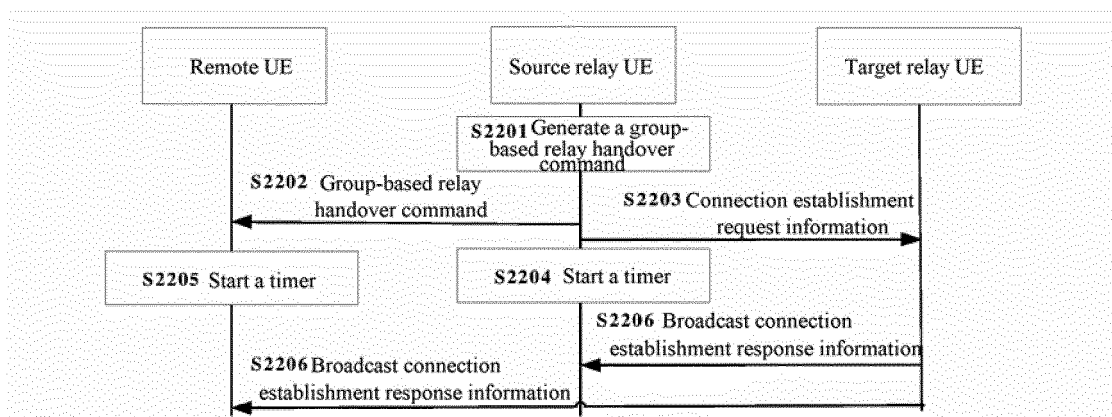 Remote UE
Source relay UE
Target relay UE
S2201 Generate a group-
based relay handover
command
S2202 Group-based relay
handover command
S2203 Connection establishment
request information
S2205 Start a timer
S2204 Start a timer
S2206 Broadcast connection
establishment response information
S2206 Broadcast connection
establishment response information